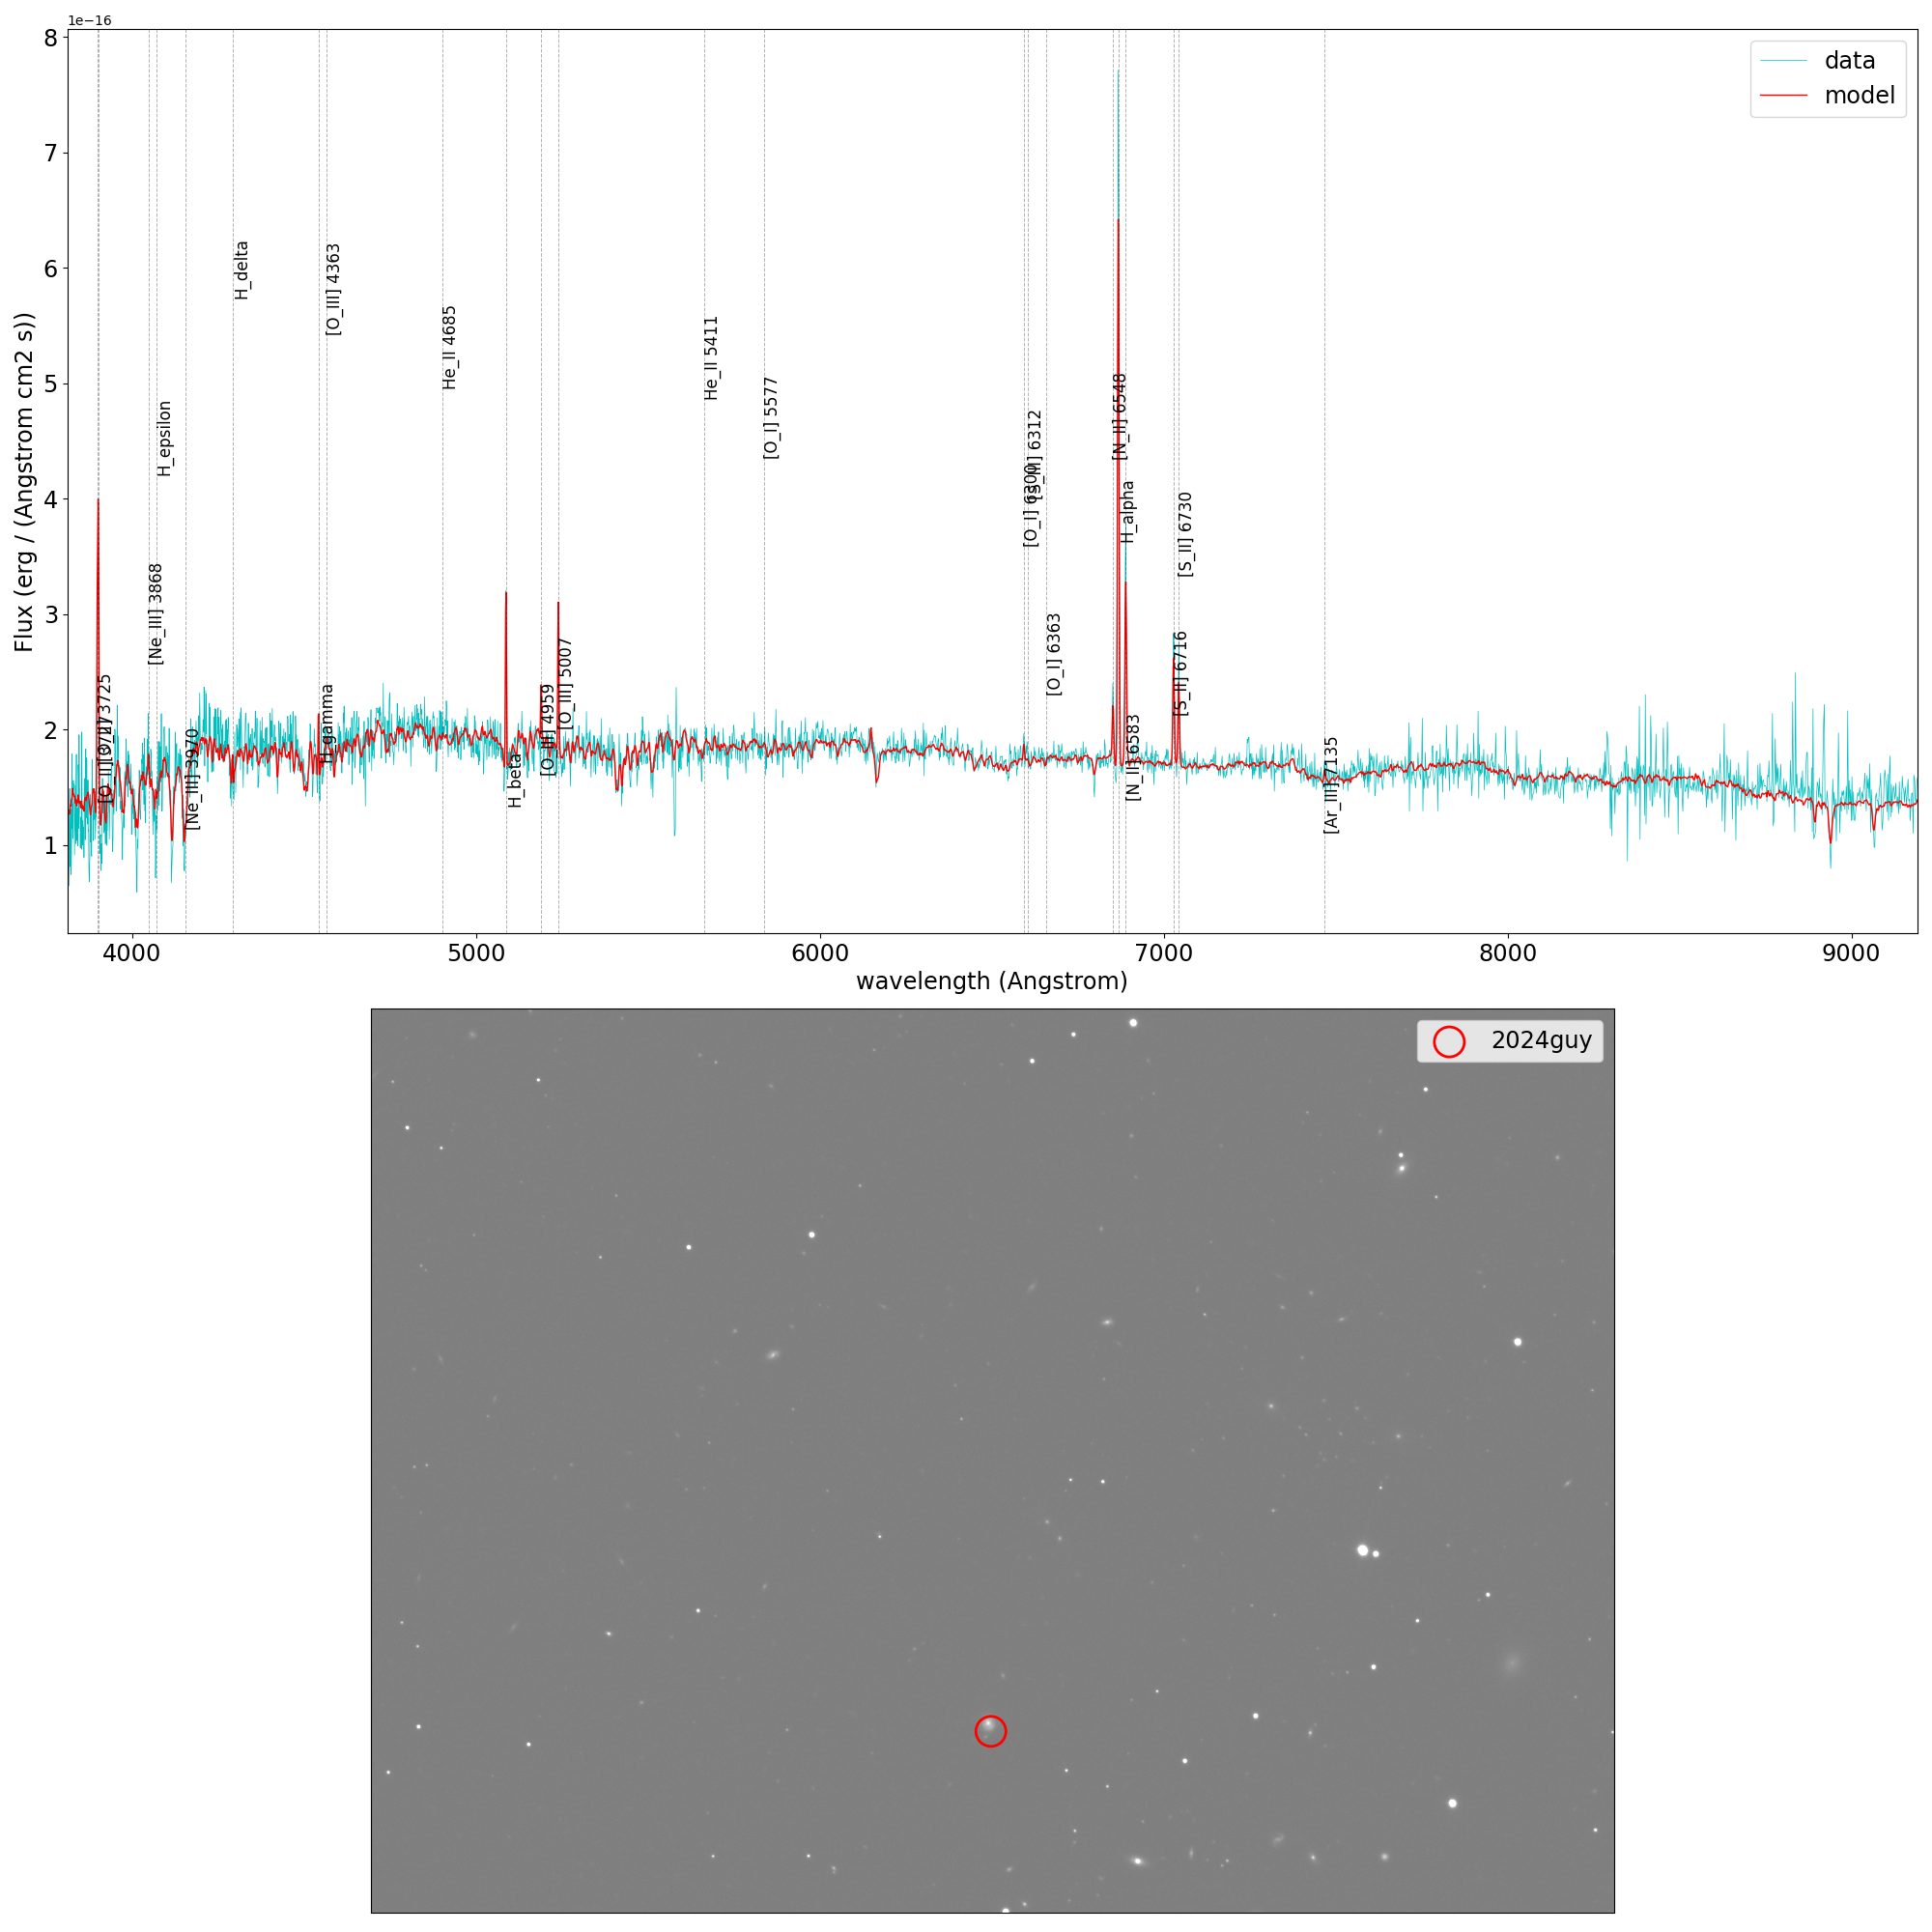 1e−16
8
7
6
5
4
3
2
1
Flux (erg / (Angstrom cm2 s))
data
model
[O_II] 3725
[Ne_III] 3868
H_epsilon
[Ne_III] 3970
H_delta
H_gamma
[O_III] 4363
He_II 4685
H_beta
[O_III] 4959
[O_III] 5007
He_II 5411
[O_I] 5577
[O_I] 6300
[S_III] 6312
[O_I] 6363
[N_II] 6548
H_alpha
[N_II] 6583
[S_II] 6716
[S_II] 6730
[Ar_III] 7135
4000 5000 6000 7000 8000 9000
wavelength (Angstrom)
2024guy